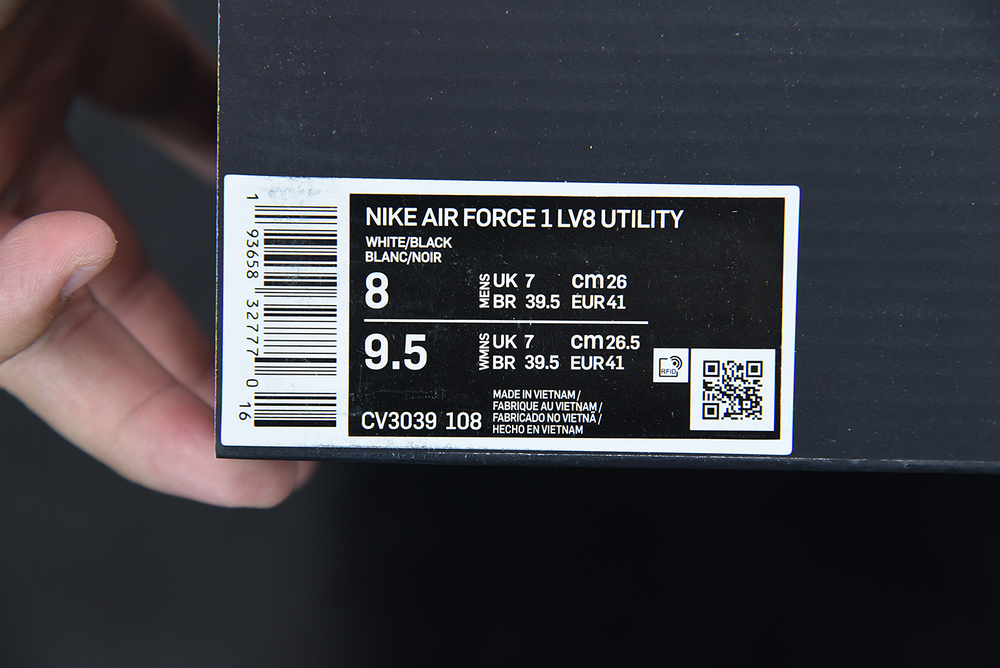 1 93658 32777 0 16
NIKE AIR FORCE 1 LV8 UTILITY
WHITE/BLACK
BLANC/NOIR
8 MENS UK 7 cm 26
BR 39.5 EUR 41
9.5 WMNS UK 7 cm 26.5
BR 39.5 EUR 41
RFID
CV3039 108
MADE IN VIETNAM /
FABRIQUE AU VIETNAM /
FABRICADO NO VIETNÃ /
HECHO EN VIETNAM